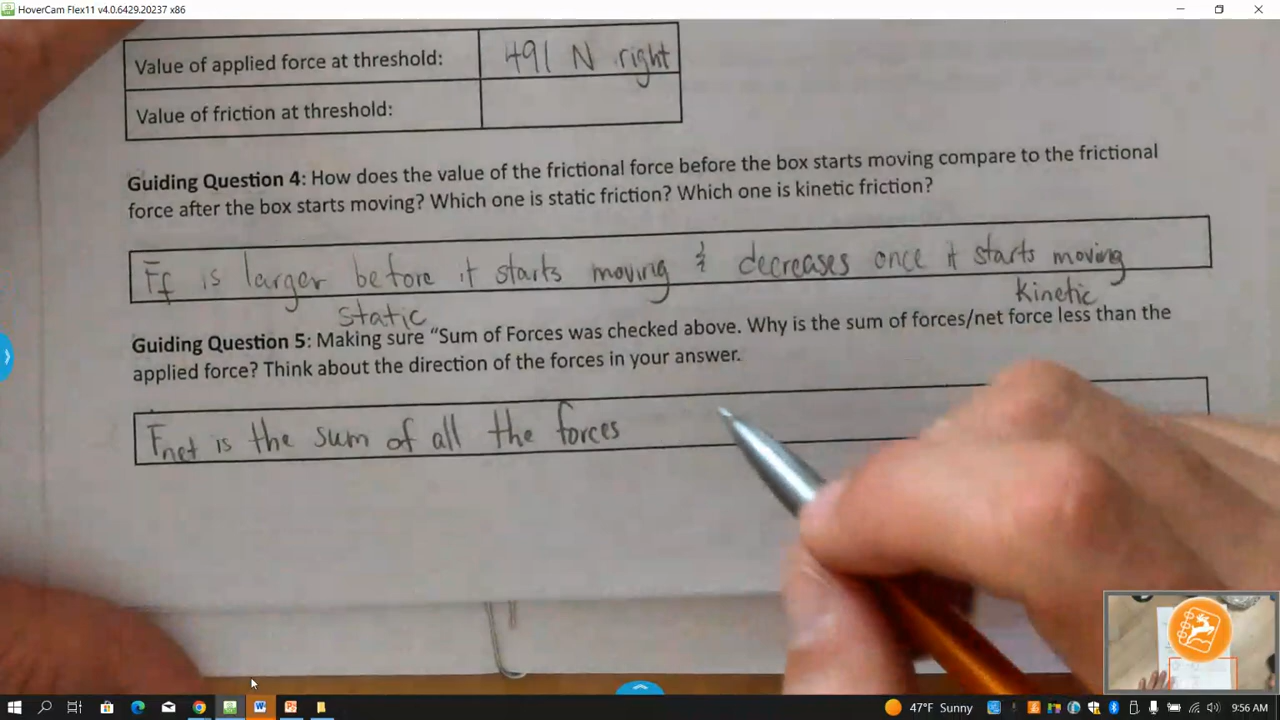 HoverCam Flex11 v4.0.6429.20237 x86
Value of applied force at threshold: 491 N right
Value of friction at threshold:
Guiding Question 4: How does the value of the frictional force before the box starts moving compare to the frictional
force after the box starts moving? Which one is static friction? Which one is kinetic friction?
Ff is larger before it starts moving & decreases once it starts moving
static kinetic
Guiding Question 5: Making sure “Sum of Forces was checked above. Why is the sum of forces/net force less than the
applied force? Think about the direction of the forces in your answer.
Fnet is the sum of all the forces
47°F Sunny 9:56 AM